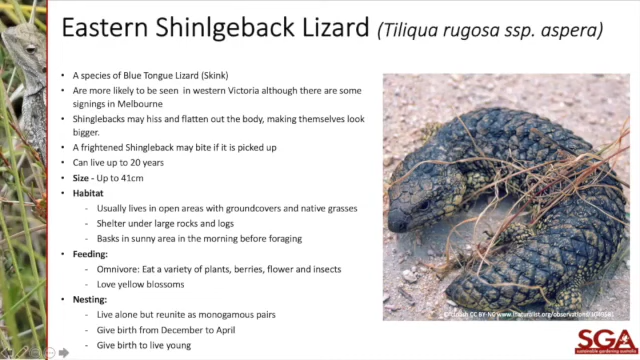 Eastern Shinlgeback Lizard (Tiliqua rugosa ssp. aspera)
• A species of Blue Tongue Lizard (Skink)
• Are more likely to be seen in western Victoria although there are some
signings in Melbourne
• Shinglebacks may hiss and flatten out the body, making themselves look
bigger.
• A frightened Shingleback may bite if it is picked up
• Can live up to 20 years
• Size - Up to 41cm
• Habitat
- Usually lives in open areas with groundcovers and native grasses
- Shelter under large rocks and logs
- Basks in sunny area in the morning before foraging
• Feeding:
- Omnivore: Eat a variety of plants, berries, flower and insects
- Love yellow blossoms
• Nesting:
- Live alone but reunite as monogamous pairs
- Give birth from December to April
- Give birth to live young
CC BY-NC www.inaturalist.org/observations/
SGA
sustainable gardening australia